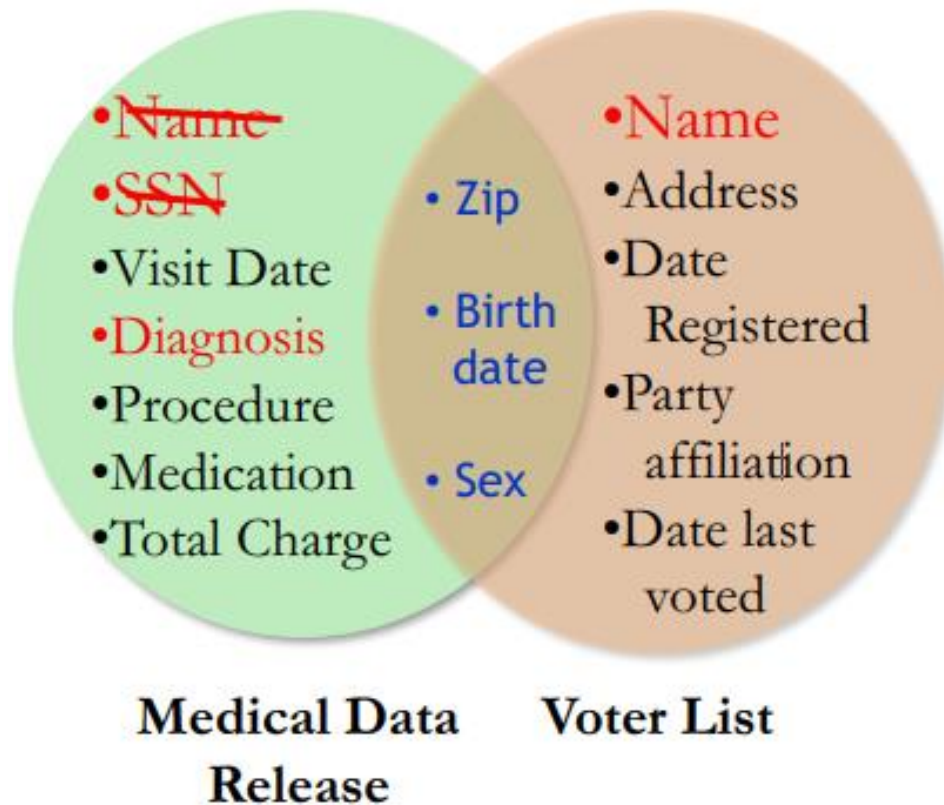 •Name
•SSN
•Visit Date
•Diagnosis
•Procedure
•Medication
•Total Charge
• Zip
• Birth
date
• Sex
•Name
•Address
•Date
Registered
•Party
affiliation
•Date last
voted
Medical Data
Release
Voter List